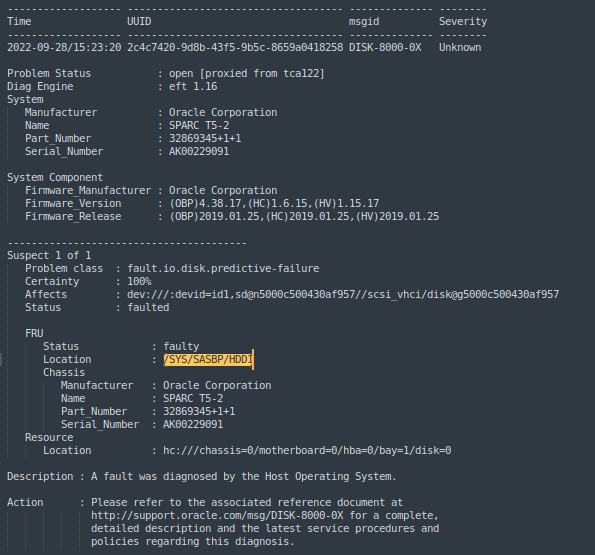 ------------------- ------------------------------------ -------------- --------
Time                UUID                                 msgid          Severity
------------------- ------------------------------------ -------------- --------
2022-09-28/15:23:20 2c4c7420-9d8b-43f5-9b5c-8659a0418258 DISK-8000-0X   Unknown

Problem Status           : open [proxied from tca122]
Diag Engine              : eft 1.16
System
   Manufacturer          : Oracle Corporation
   Name                  : SPARC T5-2
   Part_Number           : 32869345+1+1
   Serial_Number         : AK00229091

System Component
   Firmware_Manufacturer : Oracle Corporation
   Firmware_Version      : (OBP)4.38.17,(HC)1.6.15,(HV)1.15.17
   Firmware_Release      : (OBP)2019.01.25,(HC)2019.01.25,(HV)2019.01.25

----------------------------------------
Suspect 1 of 1
   Problem class  : fault.io.disk.predictive-failure
   Certainty      : 100%
   Affects        : dev:///:devid=id1,sd@n5000c500430af957//scsi_vhci/disk@g5000c500430af957
   Status         : faulted

   FRU
      Status            : faulty
      Location          : /SYS/SASBP/HDD1
      Chassis
         Manufacturer   : Oracle Corporation
         Name           : SPARC T5-2
         Part_Number    : 32869345+1+1
         Serial_Number  : AK00229091
   Resource
      Location          : hc:///chassis=0/motherboard=0/hba=0/bay=1/disk=0

Description : A fault was diagnosed by the Host Operating System.

Action      : Please refer to the associated reference document at
              http://support.oracle.com/msg/DISK-8000-0X for a complete,
              detailed description and the latest service procedures and
              policies regarding this diagnosis.